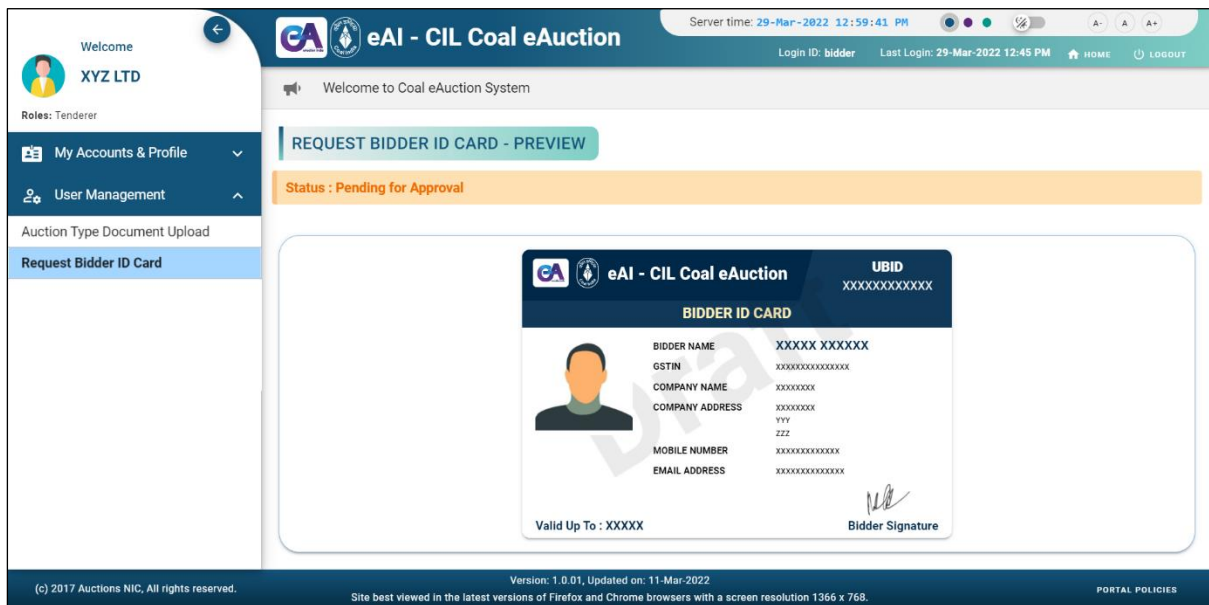 Welcome
XYZ LTD
Roles: Tenderer
My Accounts & Profile
User Management
Auction Type Document Upload
Request Bidder ID Card
eA
eAI - CIL Coal eAuction
Server time: 29-Mar-2022 12:59:41 PM
A- A A+
Login ID: bidder Last Login: 29-Mar-2022 12:45 PM HOME LOGOUT
Welcome to Coal eAuction System
REQUEST BIDDER ID CARD - PREVIEW
Status : Pending for Approval
eA eAI - CIL Coal eAuction
UBID
XXXXXXXXXXXX
BIDDER ID CARD
Draft
BIDDER NAME XXXXX XXXXXX
GSTIN xxxxxxxxxxxxxxx
COMPANY NAME xxxxxxxx
COMPANY ADDRESS xxxxxxxx
YYY
ZZZ
MOBILE NUMBER xxxxxxxxxxxxx
EMAIL ADDRESS xxxxxxxxxxxxxx
Valid Up To : XXXXX
Bidder Signature
(c) 2017 Auctions NIC, All rights reserved.
Version: 1.0.01, Updated on: 11-Mar-2022
Site best viewed in the latest versions of Firefox and Chrome browsers with a screen resolution 1366 x 768.
PORTAL POLICIES